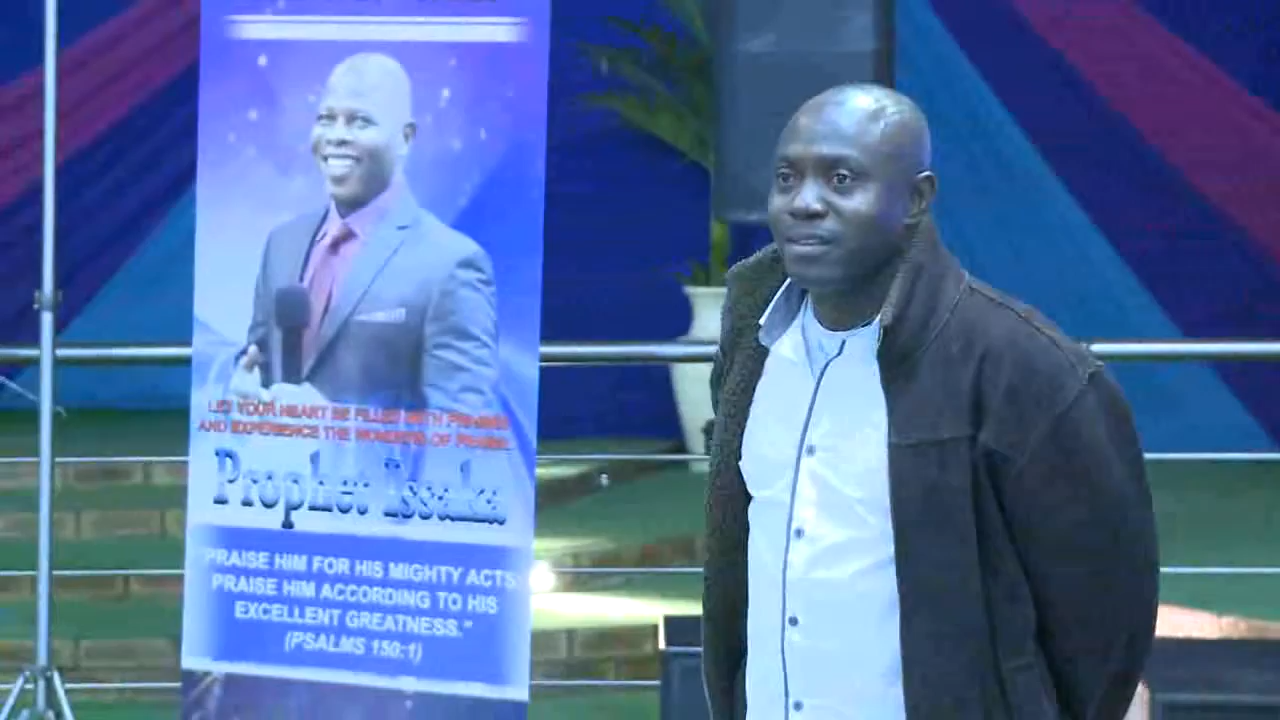 LET YOUR HEART BE FILLED WITH PRAISES
AND EXPERIENCE THE WONDERS OF PRAISE
Prophet Issaka
PRAISE HIM FOR HIS MIGHTY ACTS
PRAISE HIM ACCORDING TO HIS
EXCELLENT GREATNESS."
(PSALMS 150:1)